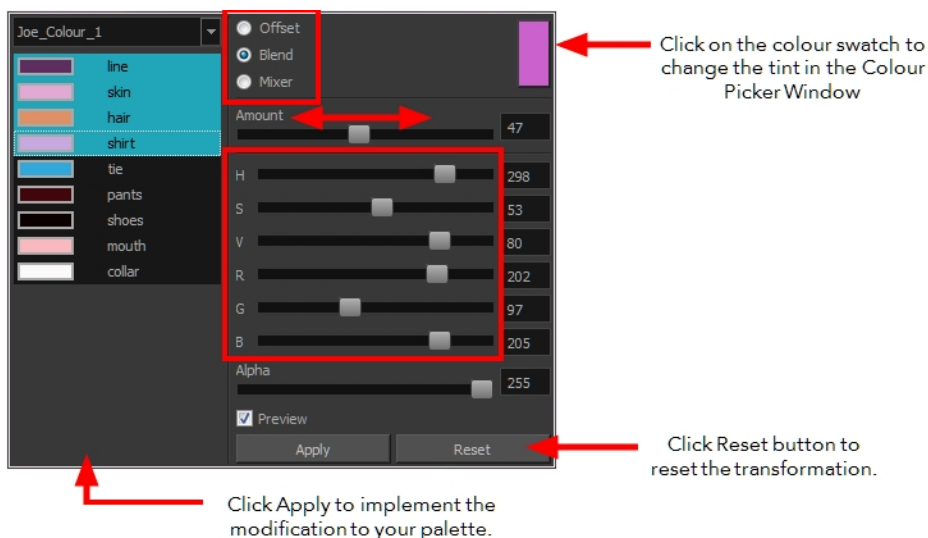 Joe_Colour_1
line
skin
hair
shirt
tie
pants
shoes
mouth
collar
Offset
Blend
Mixer
Amount
47
H
298
S
53
V
80
R
202
G
97
B
205
Alpha
255
Preview
Apply
Reset
Click on the colour swatch to
change the tint in the Colour
Picker Window
Click Reset button to
reset the transformation.
Click Apply to implement the
modification to your palette.